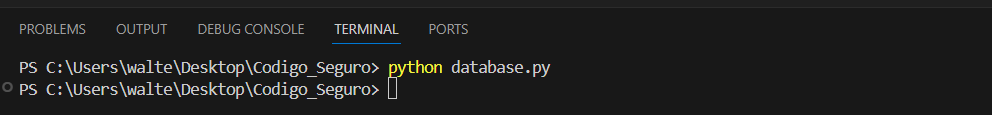 PROBLEMS OUTPUT DEBUG CONSOLE TERMINAL PORTS
PS C:\Users\walte\Desktop\Codigo_Seguro> python database.py
PS C:\Users\walte\Desktop\Codigo_Seguro>